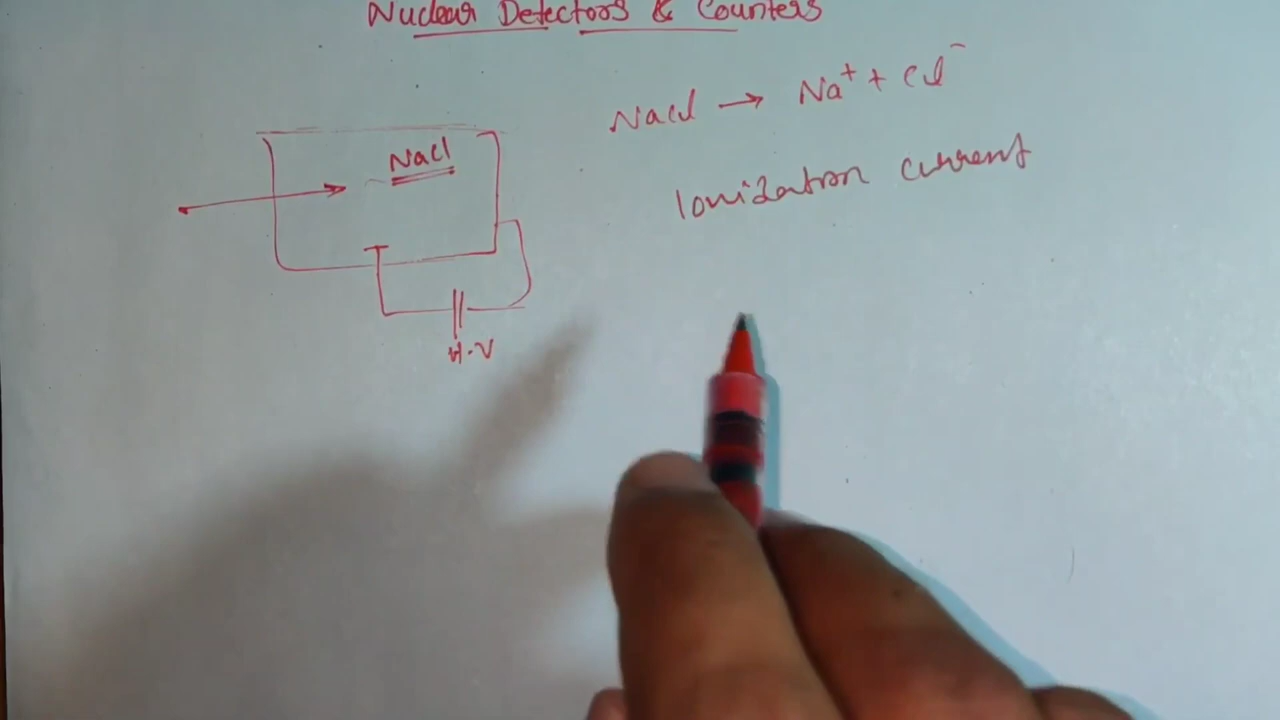 Nuclear Detectors & Counters
NaCl → Na⁺ + Cl⁻
NaCl
Ionization current
H.V